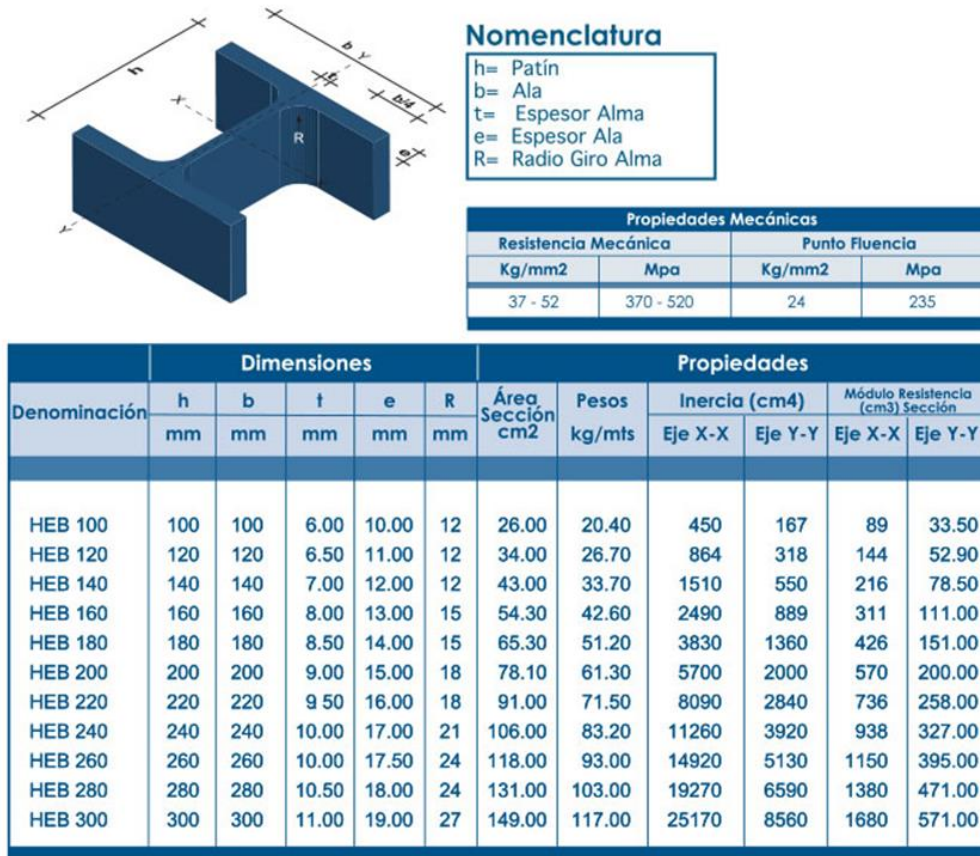 h
X
Y
b Y
t
b/4
e
R
Nomenclatura
h= Patín
b= Ala
t= Espesor Alma
e= Espesor Ala
R= Radio Giro Alma
Propiedades Mecánicas
Resistencia Mecánica Punto Fluencia
Kg/mm2 Mpa Kg/mm2 Mpa
37 - 52 370 - 520 24 235
Dimensiones Propiedades
Denominación h b t e R Área Sección cm2 Pesos Inercia (cm4) Módulo Resistencia (cm3) Sección
mm mm mm mm mm kg/mts Eje X-X Eje Y-Y Eje X-X Eje Y-Y
HEB 100 100 100 6.00 10.00 12 26.00 20.40 450 167 89 33.50
HEB 120 120 120 6.50 11.00 12 34.00 26.70 864 318 144 52.90
HEB 140 140 140 7.00 12.00 12 43.00 33.70 1510 550 216 78.50
HEB 160 160 160 8.00 13.00 15 54.30 42.60 2490 889 311 111.00
HEB 180 180 180 8.50 14.00 15 65.30 51.20 3830 1360 426 151.00
HEB 200 200 200 9.00 15.00 18 78.10 61.30 5700 2000 570 200.00
HEB 220 220 220 9 50 16.00 18 91.00 71.50 8090 2840 736 258.00
HEB 240 240 240 10.00 17.00 21 106.00 83.20 11260 3920 938 327.00
HEB 260 260 260 10.00 17.50 24 118.00 93.00 14920 5130 1150 395.00
HEB 280 280 280 10.50 18.00 24 131.00 103.00 19270 6590 1380 471.00
HEB 300 300 300 11.00 19.00 27 149.00 117.00 25170 8560 1680 571.00